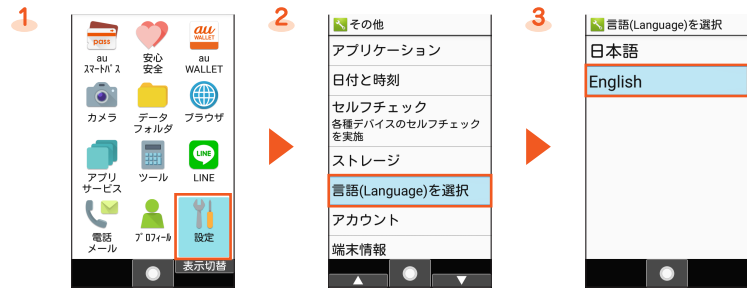 1
pass
au
WALLET
au
ｽﾏｰﾄﾊﾟｽ
安心
安全
au
WALLET
カメラ
データ
フォルダ
ブラウザ
LINE
アプリ
サービス
ツール
LINE
電話
メール
ﾌﾟﾛﾌｨｰﾙ
設定
表示切替
2
その他
アプリケーション
日付と時刻
セルフチェック
各種デバイスのセルフチェック
を実施
ストレージ
言語(Language)を選択
アカウント
端末情報
3
言語(Language)を選択
日本語
English